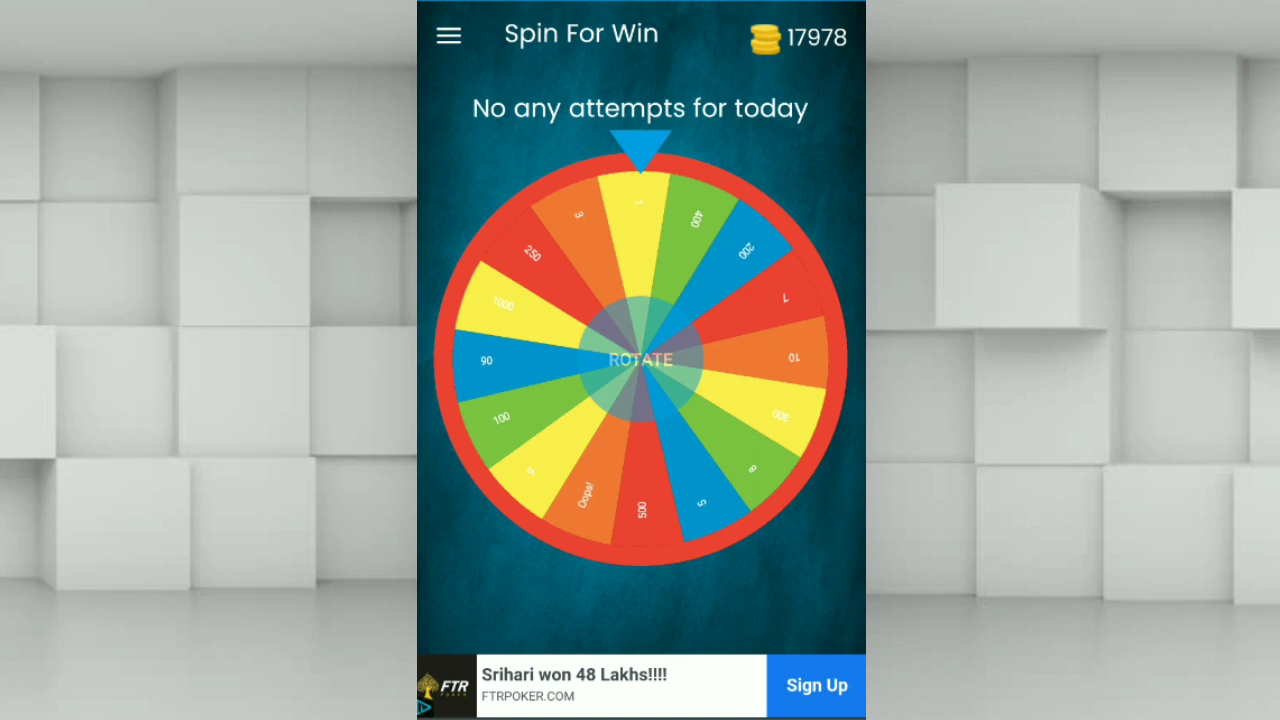 Spin For Win
17978
No any attempts for today
1
400
200
7
10
300
8
5
500
Oops!
100
90
1000
250
3
ROTATE
FTR
POKER
Srihari won 48 Lakhs!!!!
FTRPOKER.COM
Sign Up